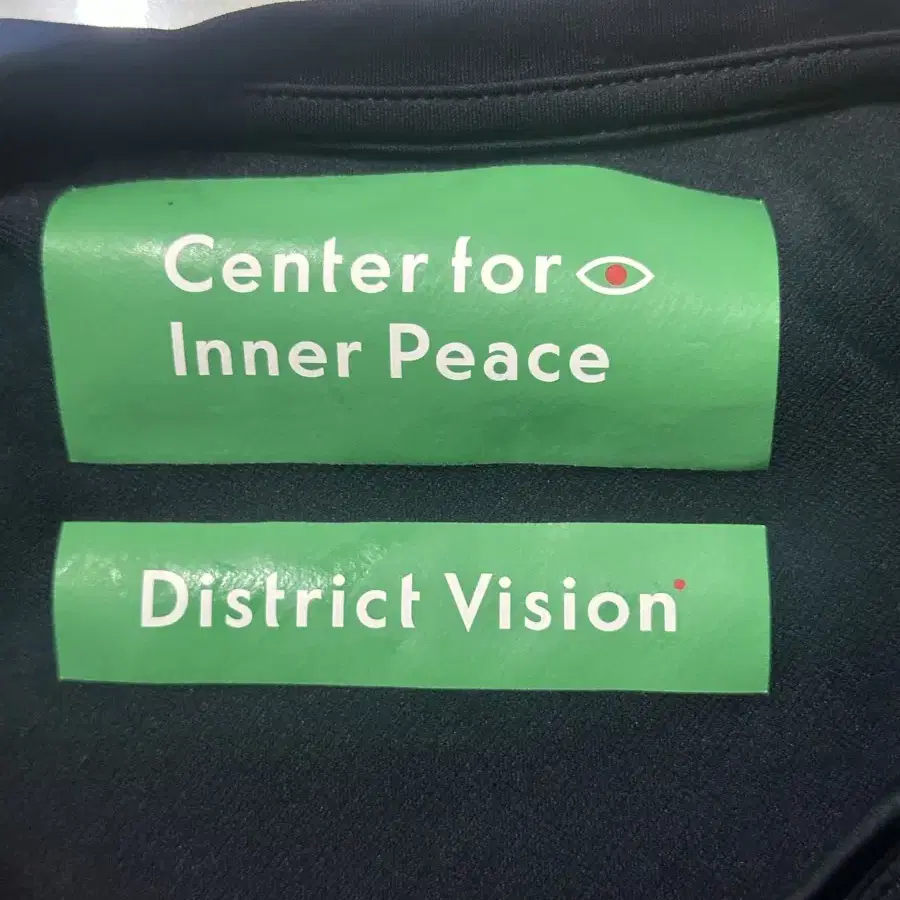 Center for
Inner Peace
District Vision